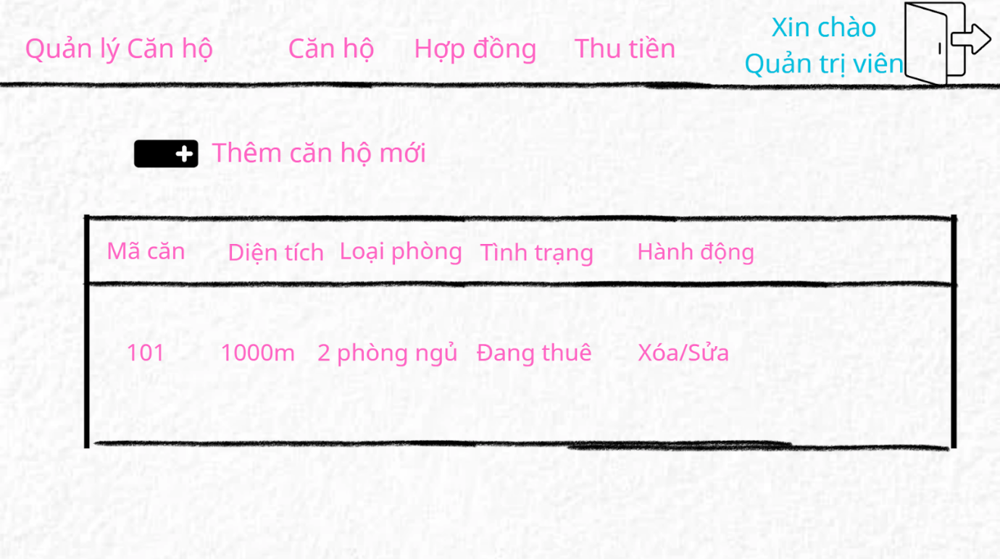 Quản lý Căn hộ Căn hộ Hợp đồng Thu tiền
Xin chào
Quản trị viên
Thêm căn hộ mới
Mã căn Diện tích Loại phòng Tình trạng Hành động
101 1000m 2 phòng ngủ Đang thuê Xóa/Sửa